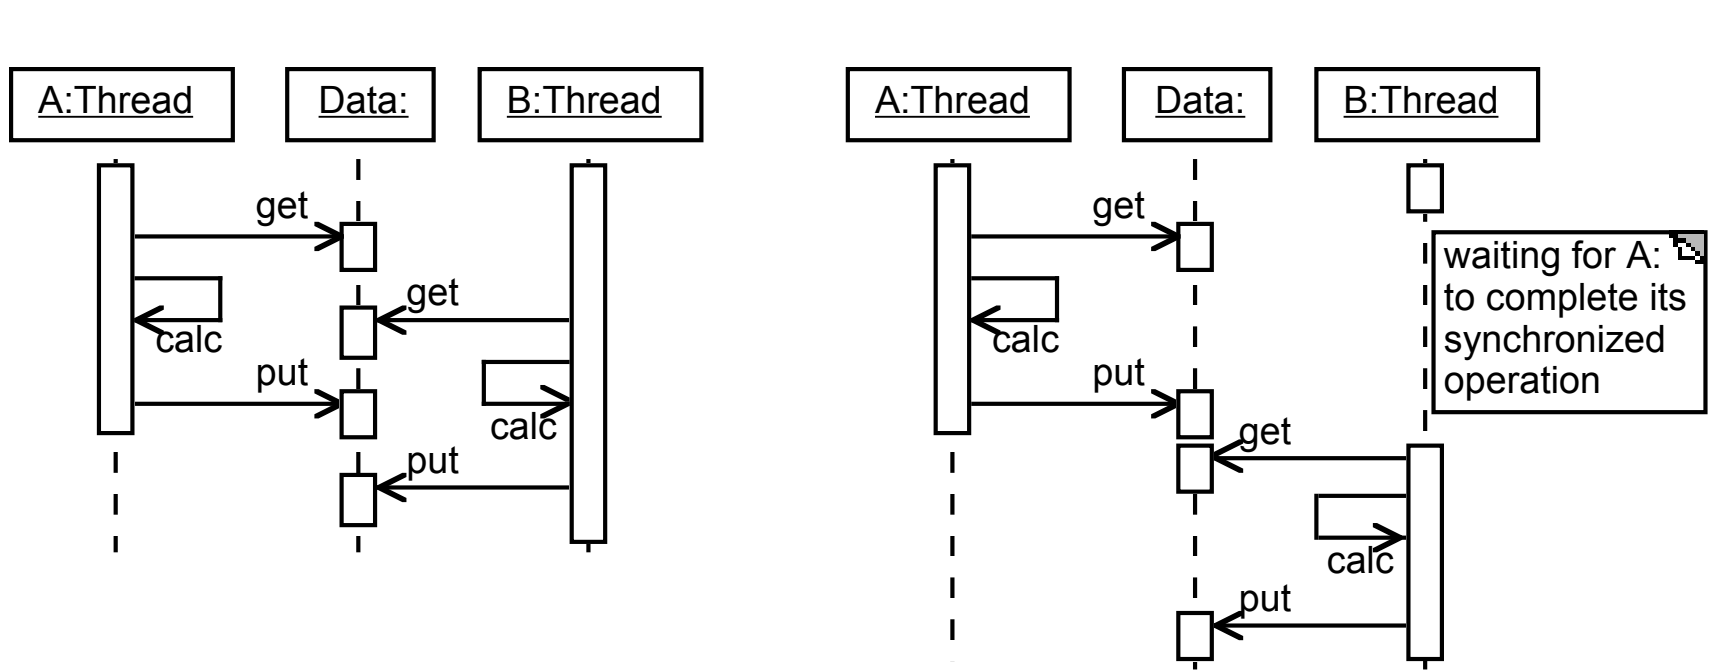 A:Thread
Data:
B:Thread
get
get
calc
put
calc
put
A:Thread
Data:
B:Thread
get
waiting for A:
to complete its
synchronized
operation
calc
put
get
calc
put